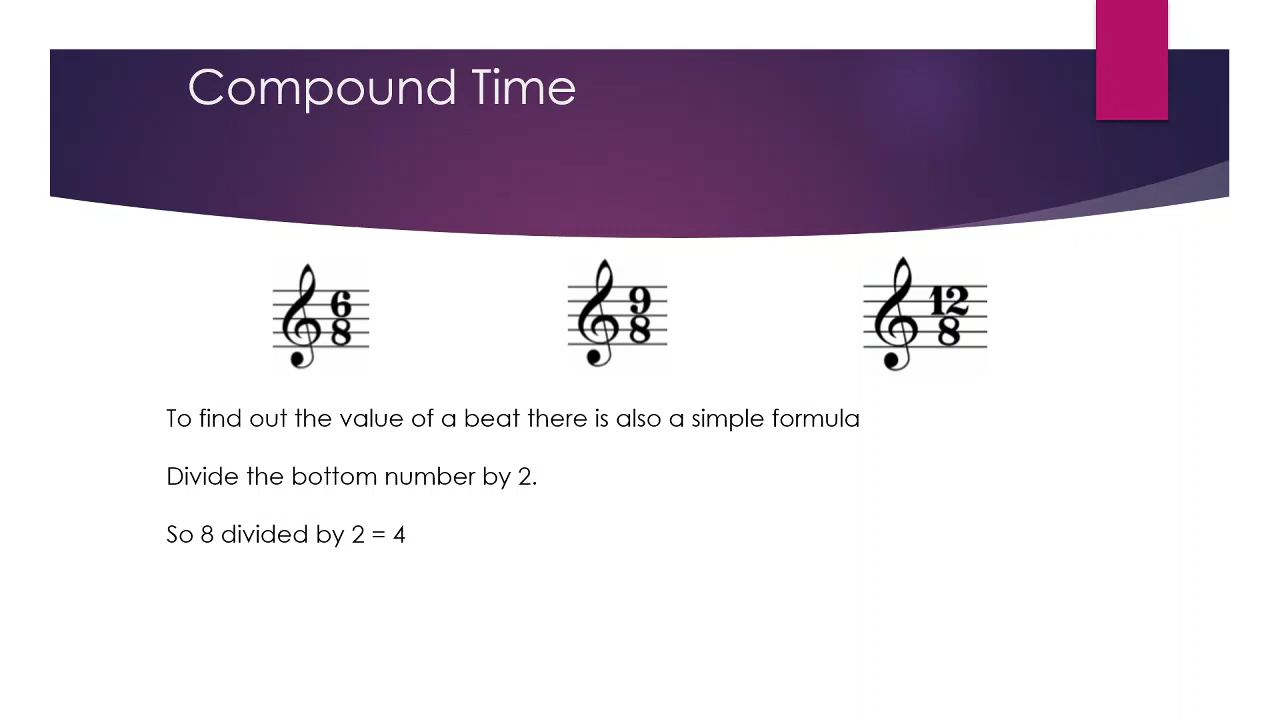 Compound Time
6 9 12
8 8 8
To find out the value of a beat there is also a simple formula
Divide the bottom number by 2.
So 8 divided by 2 = 4